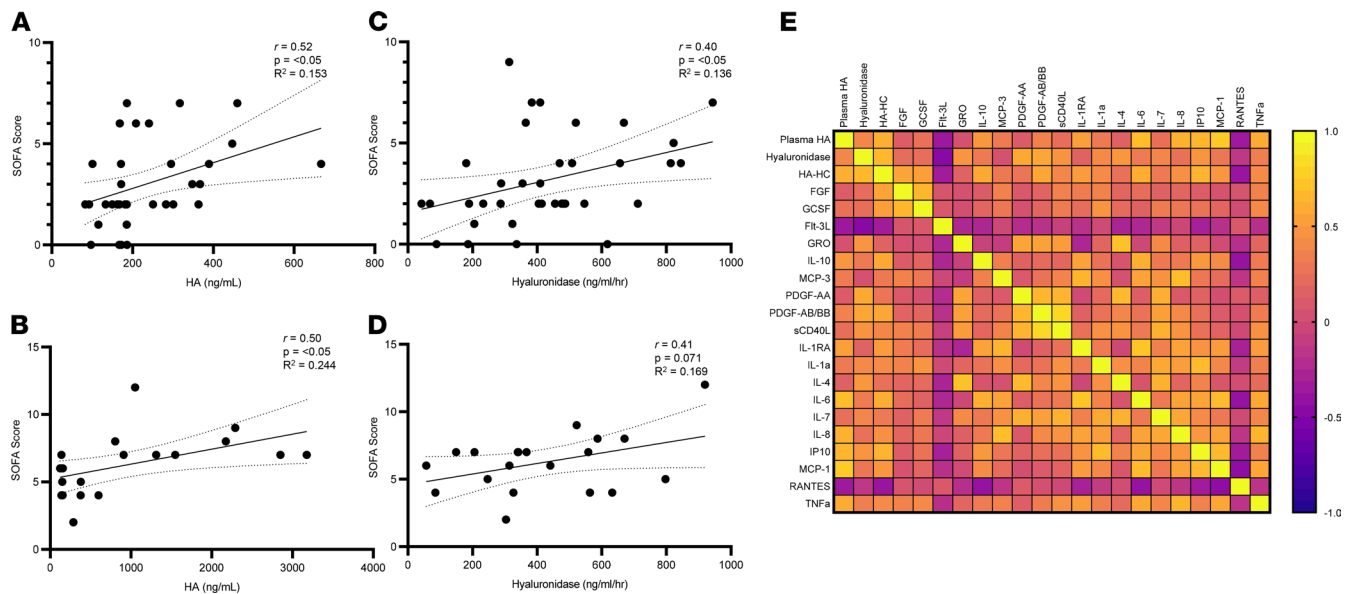 A
r = 0.52
p = <0.05
R² = 0.153
10
5
0
SOFA Score
0
200
400
600
800
HA (ng/mL)
B
r = 0.50
p = <0.05
R² = 0.244
15
10
5
0
SOFA Score
0
1000
2000
3000
4000
HA (ng/mL)
C
r = 0.40
p = <0.05
R² = 0.136
10
5
0
SOFA Score
0
200
400
600
800
1000
Hyaluronidase (ng/ml/hr)
D
r = 0.41
p = 0.071
R² = 0.169
15
10
5
0
SOFA Score
0
200
400
600
800
1000
Hyaluronidase (ng/ml/hr)
E
Plasma HA
Hyaluronidase
HA-HC
FGF
GCSF
Flt-3L
GRO
IL-10
MCP-3
PDGF-AA
PDGF-AB/BB
sCD40L
IL-1RA
IL-1a
IL-4
IL-6
IL-7
IL-8
IP10
MCP-1
RANTES
TNFa
Plasma HA
Hyaluronidase
HA-HC
FGF
GCSF
Flt-3L
GRO
IL-10
MCP-3
PDGF-AA
PDGF-AB/BB
sCD40L
IL-1RA
IL-1a
IL-4
IL-6
IL-7
IL-8
IP10
MCP-1
RANTES
TNFa
1.0
0.5
0
-0.5
-1.0